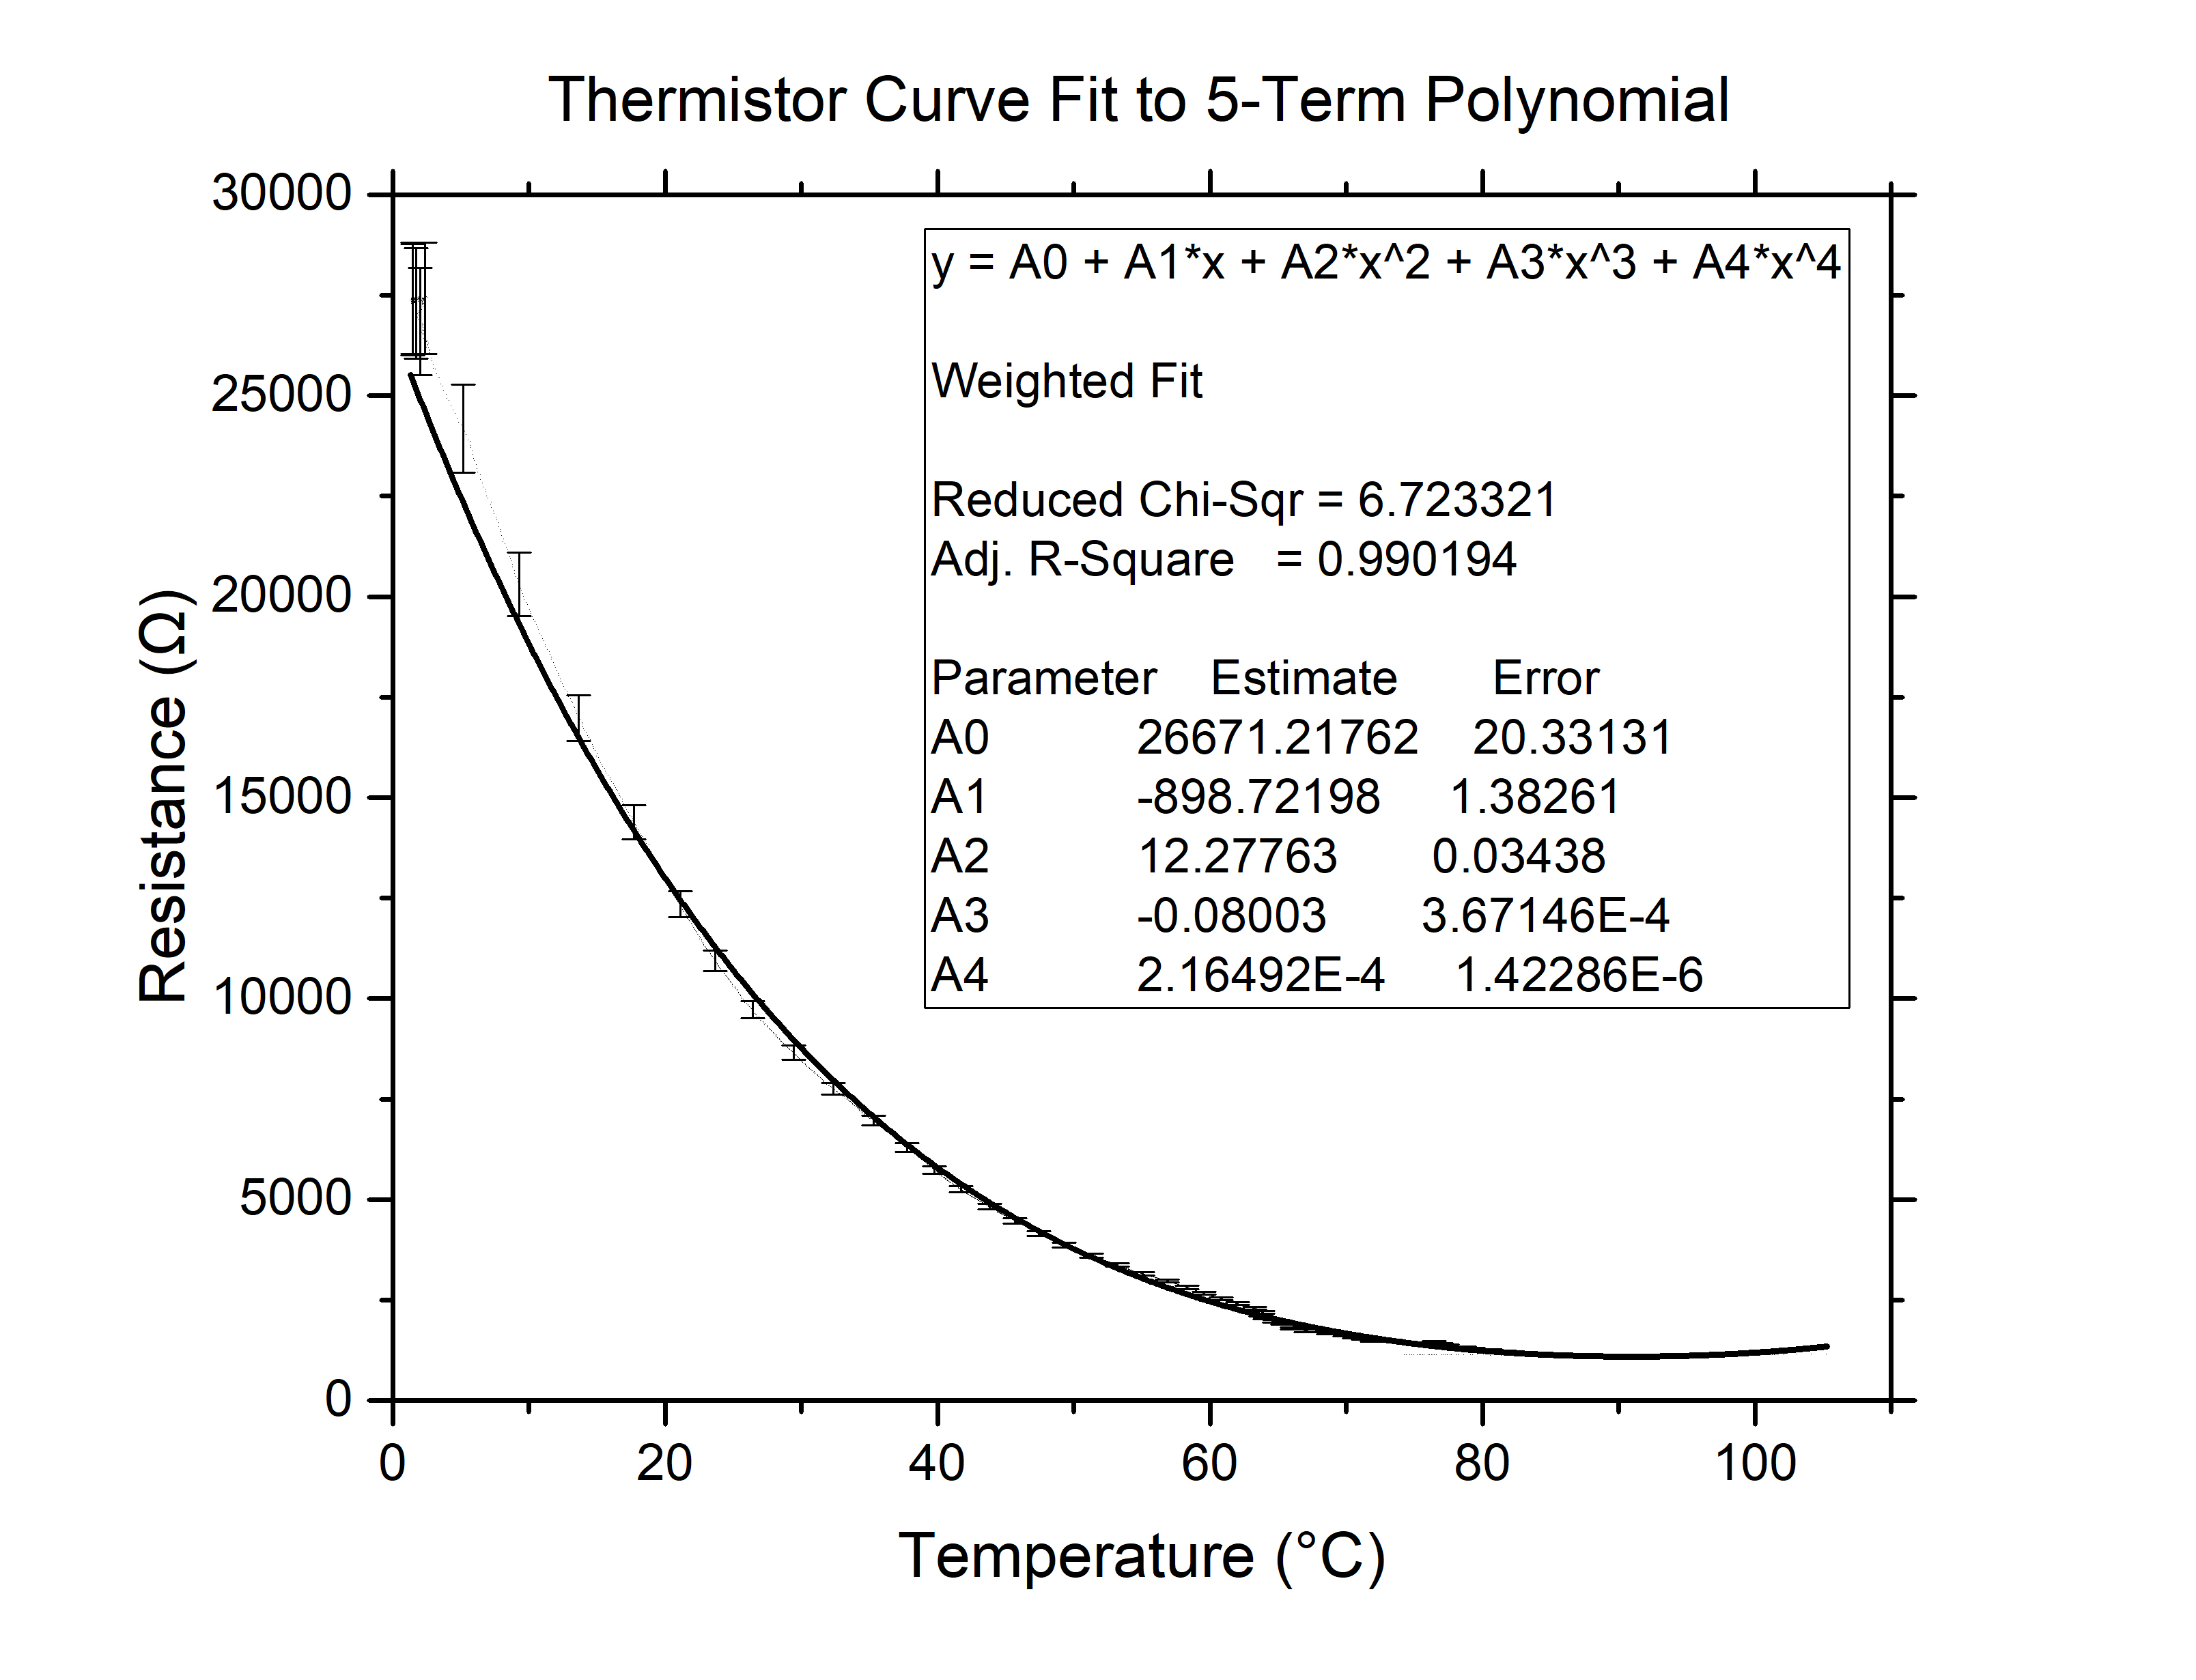 Thermistor Curve Fit to 5-Term Polynomial
30000
25000
20000
15000
10000
5000
0
Resistance (Ω)
y = A0 + A1*x + A2*x^2 + A3*x^3 + A4*x^4
Weighted Fit
Reduced Chi-Sqr = 6.723321
Adj. R-Square = 0.990194
Parameter Estimate Error
A0 26671.21762 20.33131
A1 -898.72198 1.38261
A2 12.27763 0.03438
A3 -0.08003 3.67146E-4
A4 2.16492E-4 1.42286E-6
0 20 40 60 80 100
Temperature (°C)